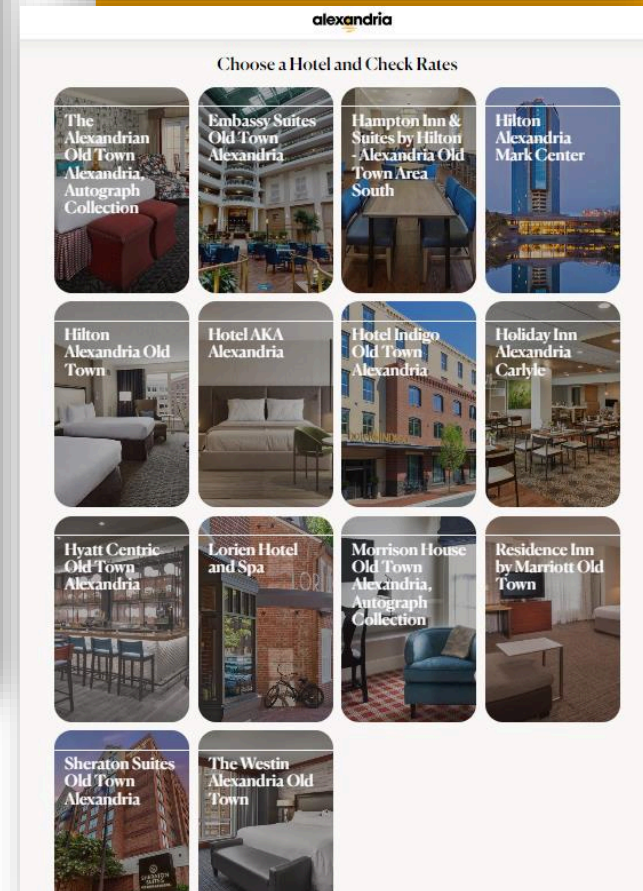 alexandria
Choose a Hotel and Check Rates
The
Alexandrian
Old Town
Alexandria,
Autograph
Collection
Embassy Suites
Old Town
Alexandria
Hampton Inn &
Suites by Hilton
- Alexandria Old
Town Area
South
Hilton
Alexandria
Mark Center
Hilton
Alexandria Old
Town
Hotel AKA
Alexandria
Hotel Indigo
Old Town
Alexandria
Holiday Inn
Alexandria
Carlyle
Hyatt Centric
Old Town
Alexandria
Lorien Hotel
and Spa
LORI
Morrison House
Old Town
Alexandria,
Autograph
Collection
Residence Inn
by Marriott Old
Town
Sheraton Suites
Old Town
Alexandria
SHERATON
SUITES
The Westin
Alexandria Old
Town